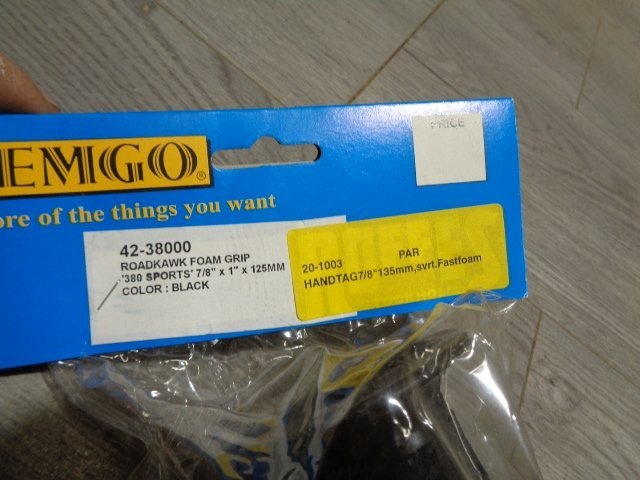 EMGO®
ore of the things you want
PRICE
42-38000
ROADKAWK FOAM GRIP
'380 SPORTS' 7/8" x 1" x 125MM
COLOR : BLACK
PAR
20-1003
HANDTAG7/8"135mm,svrt.Fastfoam